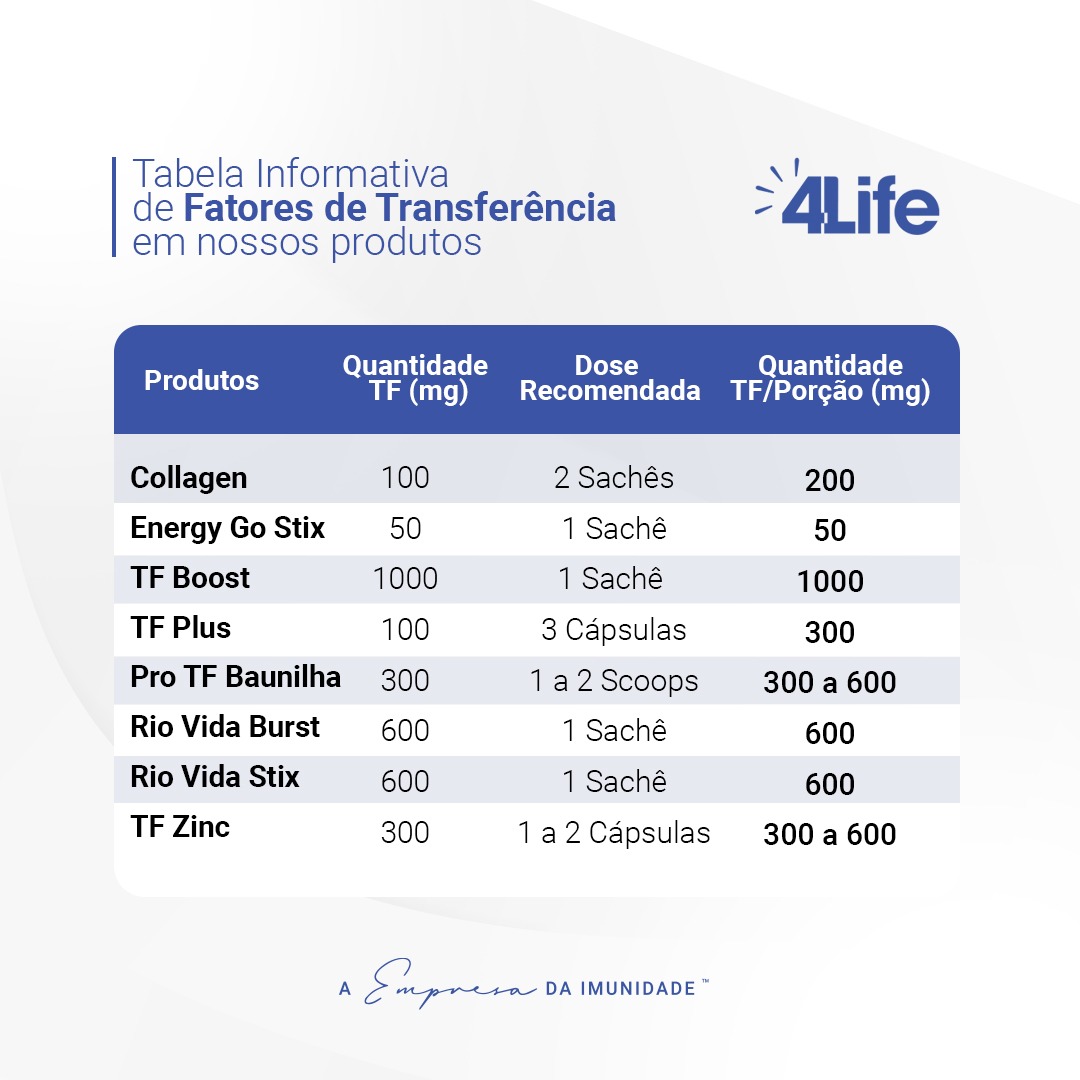 Tabela Informativa
de Fatores de Transferência
em nossos produtos
4Life
Produtos Quantidade TF (mg) Dose Recomendada Quantidade TF/Porção (mg)
Collagen 100 2 Sachês 200
Energy Go Stix 50 1 Sachê 50
TF Boost 1000 1 Sachê 1000
TF Plus 100 3 Cápsulas 300
Pro TF Baunilha 300 1 a 2 Scoops 300 a 600
Rio Vida Burst 600 1 Sachê 600
Rio Vida Stix 600 1 Sachê 600
TF Zinc 300 1 a 2 Cápsulas 300 a 600
A Empresa DA IMUNIDADE™